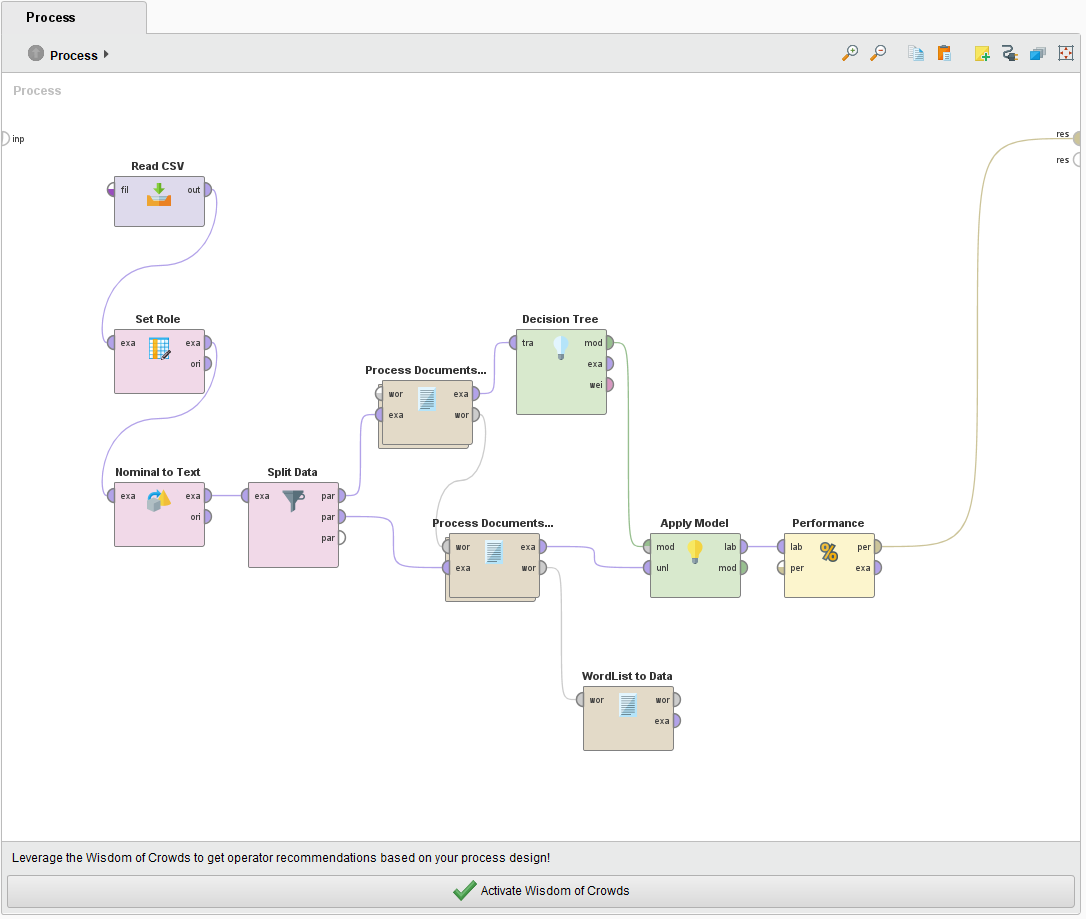 Process
Process
Process
inp
res
res
Read CSV
fil out
Set Role
exa exa
ori
Nominal to Text
exa exa
ori
Split Data
exa par
par
par
Process Documents...
wor exa
exa wor
Decision Tree
tra mod
exa
wei
Process Documents...
wor exa
exa wor
Apply Model
mod lab
unl mod
Performance
lab per
per exa
WordList to Data
wor wor
exa
Leverage the Wisdom of Crowds to get operator recommendations based on your process design!
Activate Wisdom of Crowds